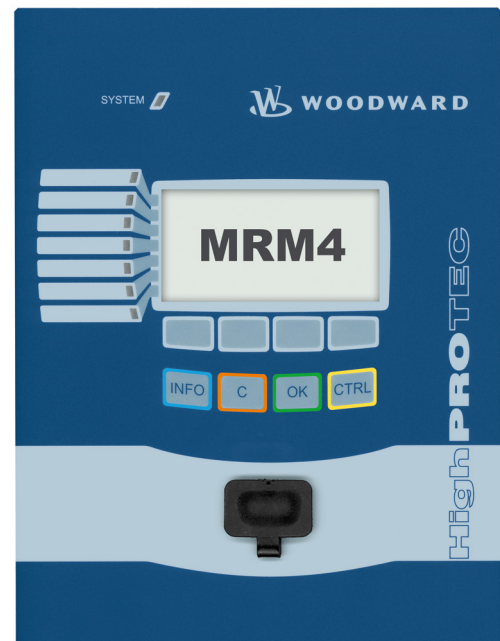 SYSTEM
WOODWARD
MRM4
INFO
C
OK
CTRL
HighPROTEC